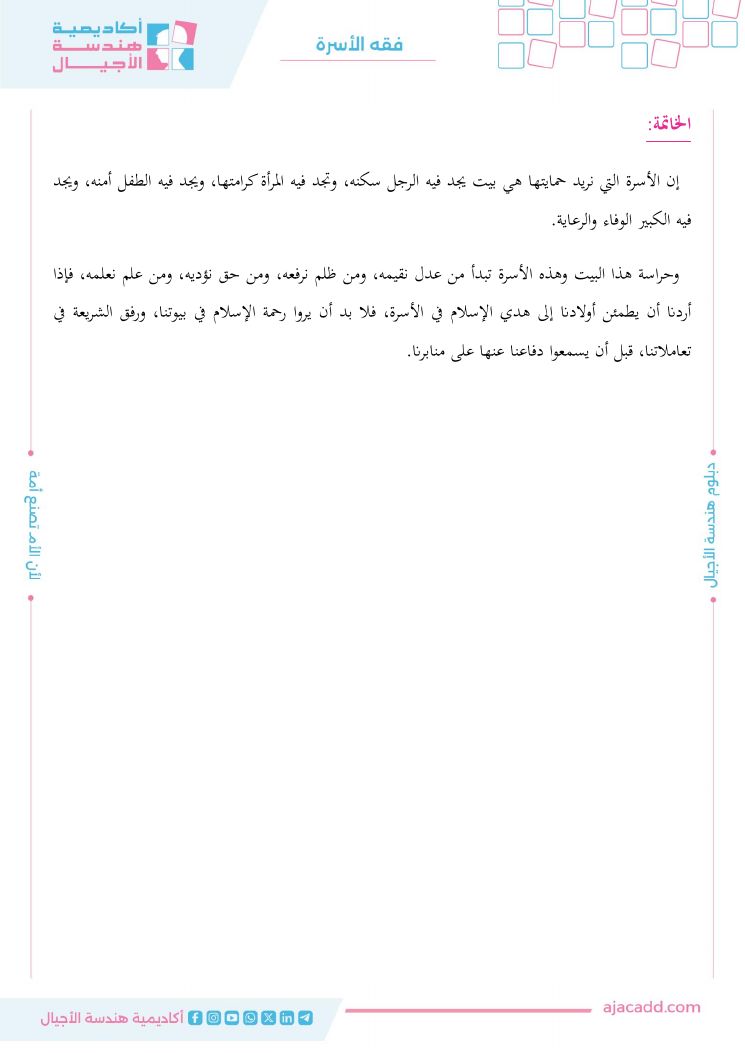 أكاديمية
هندسة
الأجيال
فقه الأسرة
الخاتمة:
إن الأسرة التي نريد حمايتها هي بيت يجد فيه الرجل سكنه، وتجد فيه المرأة كرامتها، ويجد فيه الطفل أمنه، ويجد
فيه الكبير الوفاء والرعاية.
وحراسة هذا البيت وهذه الأسرة تبدأ من عدل نقيمه، ومن ظلم نرفعه، ومن حق نؤديه، ومن علم نعلمه، فإذا
أردنا أن يطمئن أولادنا إلى هدي الإسلام في الأسرة، فلا بد أن يروا رحمة الإسلام في بيوتنا، ورفق الشريعة في
تعاملاتنا، قبل أن يسمعوا دفاعنا عنها على منابرنا.
دبلوم هندسة الأجيال
لأن الأم تصنع أمة
أكاديمية هندسة الأجيال
ajacadd.com